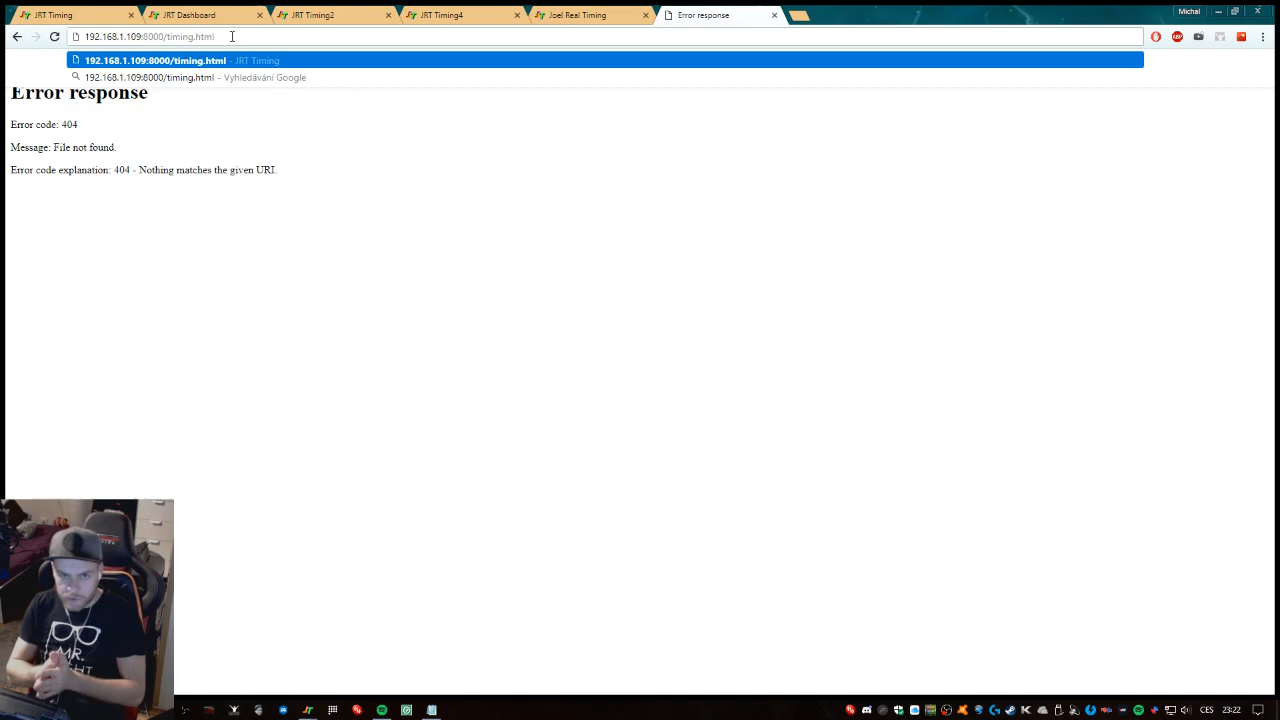 JRT Timing
JRT Dashboard
JRT Timing2
JRT Timing4
Joel Real Timing
Error response
Michal
192.168.1.109:8000/timing.html
192.168.1.109:8000/timing.html - JRT Timing
192.168.1.109:8000/timing.html - Vyhledávání Google
Error response
Error code: 404
Message: File not found.
Error code explanation: 404 - Nothing matches the given URI.
MR.
CES 23:22